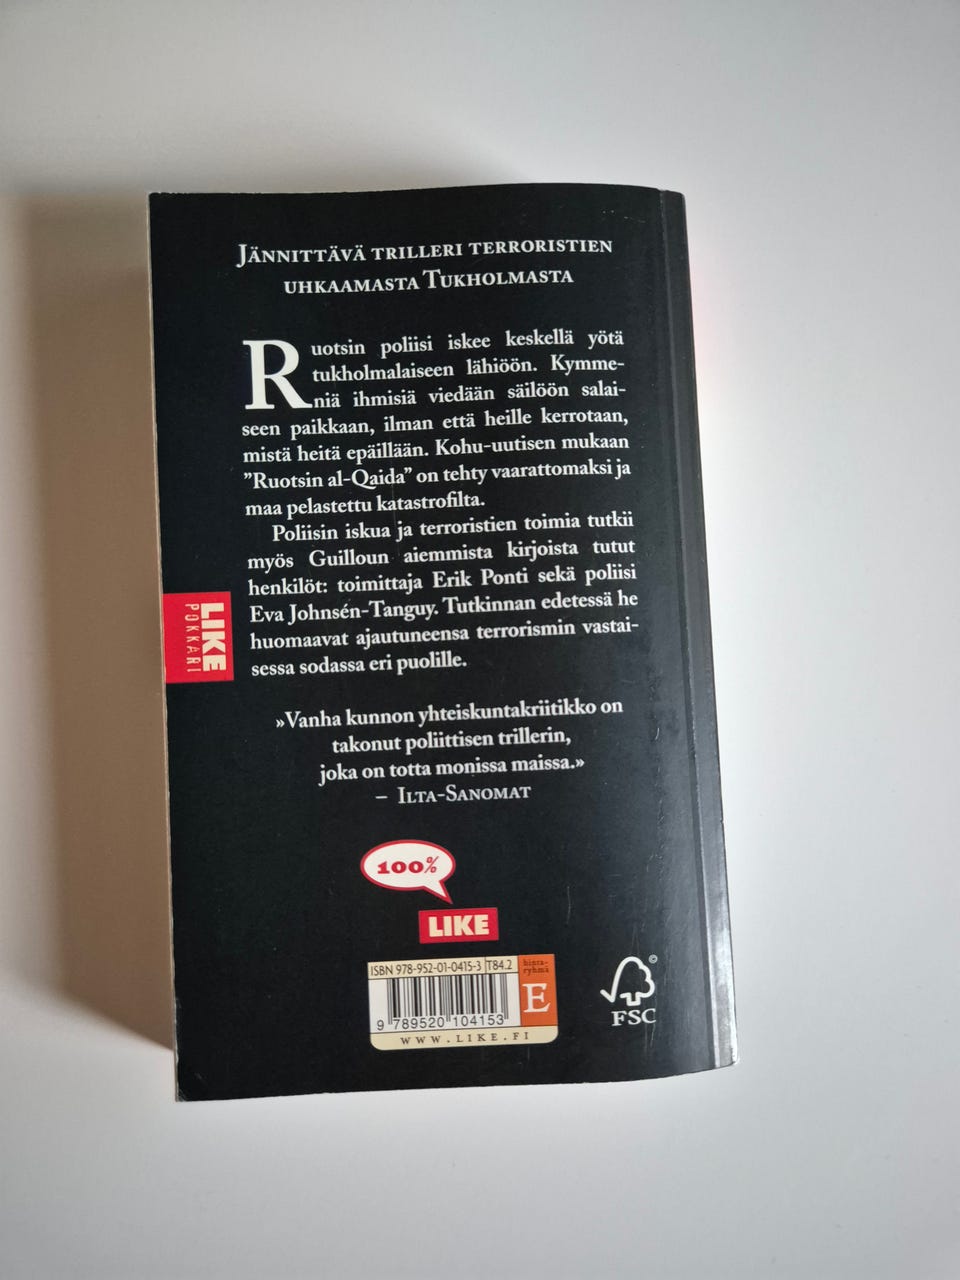 JÄNNITTÄVÄ TRILLERI TERRORISTIEN
UHKAAMASTA TUKHOLMASTA
Ruotsin poliisi iskee keskellä yötä
tukholmalaiseen lähiöön. Kymme-
niä ihmisiä viedään säilöön salai-
seen paikkaan, ilman että heille kerrotaan,
mistä heitä epäillään. Kohu-uutisen mukaan
”Ruotsin al-Qaida” on tehty vaarattomaksi ja
maa pelastettu katastrofilta.
Poliisin iskua ja terroristien toimia tutkii
myös Guilloun aiemmista kirjoista tutut
henkilöt: toimittaja Erik Ponti sekä poliisi
Eva Johnsén-Tanguy. Tutkinnan edetessä he
huomaavat ajautuneensa terrorismin vastai-
sessa sodassa eri puolille.
LIKE
POKKARI
»Vanha kunnon yhteiskuntakriitikko on
takonut poliittisen trillerin,
joka on totta monissa maissa.»
– ILTA-SANOMAT
100%
LIKE
ISBN 978-952-01-0415-3 T84.2
hinta-
ryhmä
E
9 789520 104153
WWW.LIKE.FI
©
FSC